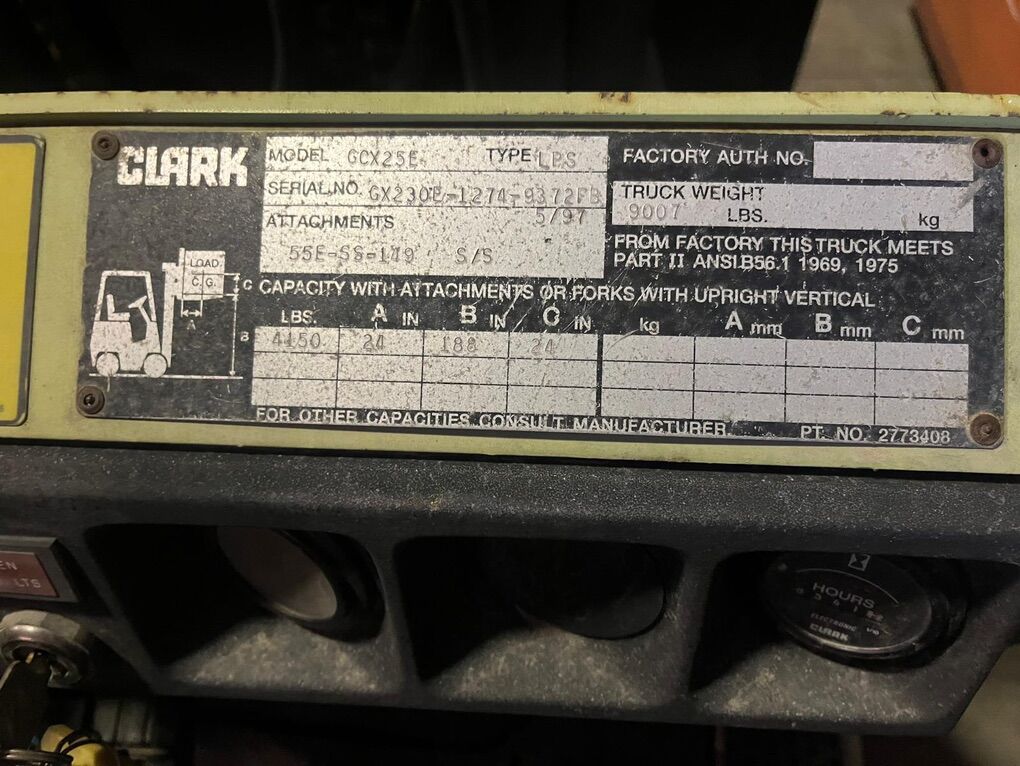 CLARK
MODEL GCX25E TYPE LPS
SERIAL NO. GX230E-1274-9372FB
5/97
ATTACHMENTS
55E-SS-149 S/S
FACTORY AUTH NO.
TRUCK WEIGHT
9007 LBS. kg
FROM FACTORY THIS TRUCK MEETS
PART II ANSI.B56.1 1969, 1975
LOAD
C.G.
A
B
C
CAPACITY WITH ATTACHMENTS OR FORKS WITH UPRIGHT VERTICAL
LBS. A IN B IN C IN kg A mm B mm C mm
4150 24 188 24
FOR OTHER CAPACITIES CONSULT MANUFACTURER. PT. NO. 2773408
LTS
HOURS
ELECTRONIC
CLARK